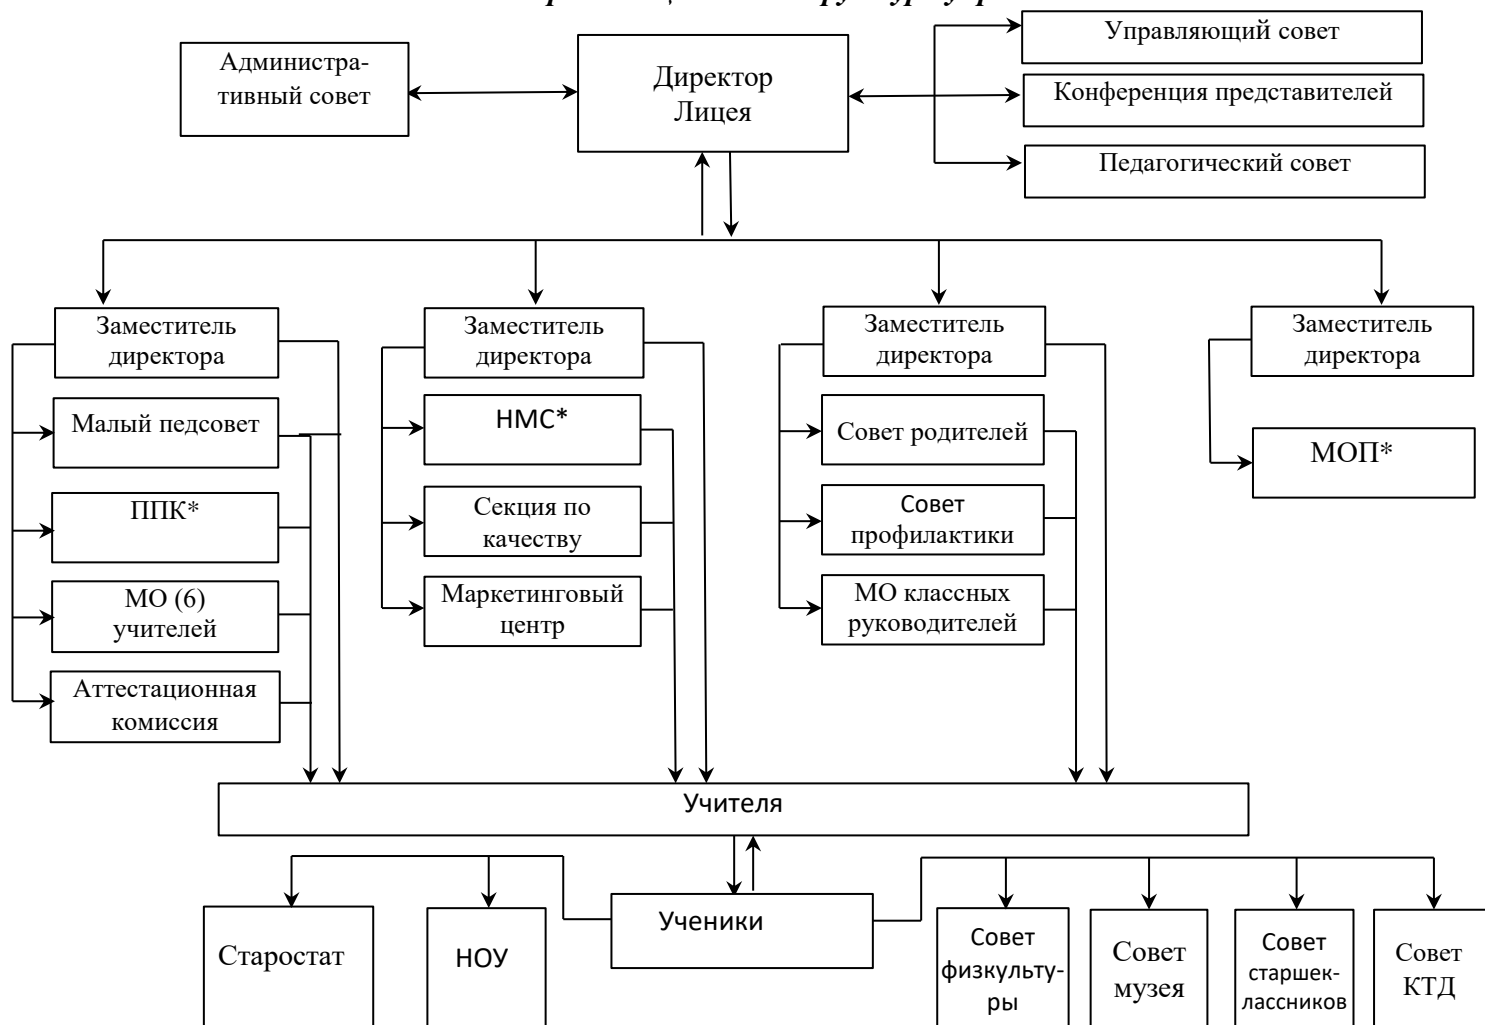 Управляющий совет
Администра-
тивный совет
Директор
Лицея
Конференция представителей
Педагогический совет
Заместитель
директора
Заместитель
директора
Заместитель
директора
Заместитель
директора
Малый педсовет
НМС*
Совет родителей
МОП*
ППК*
Секция по
качеству
Совет
профилактики
МО (6)
учителей
Маркетинговый
центр
МО классных
руководителей
Аттестационная
комиссия
Учителя
Ученики
Старостат
НОУ
Совет
физкульту-
ры
Совет
музея
Совет
старшек-
лассников
Совет
КТД